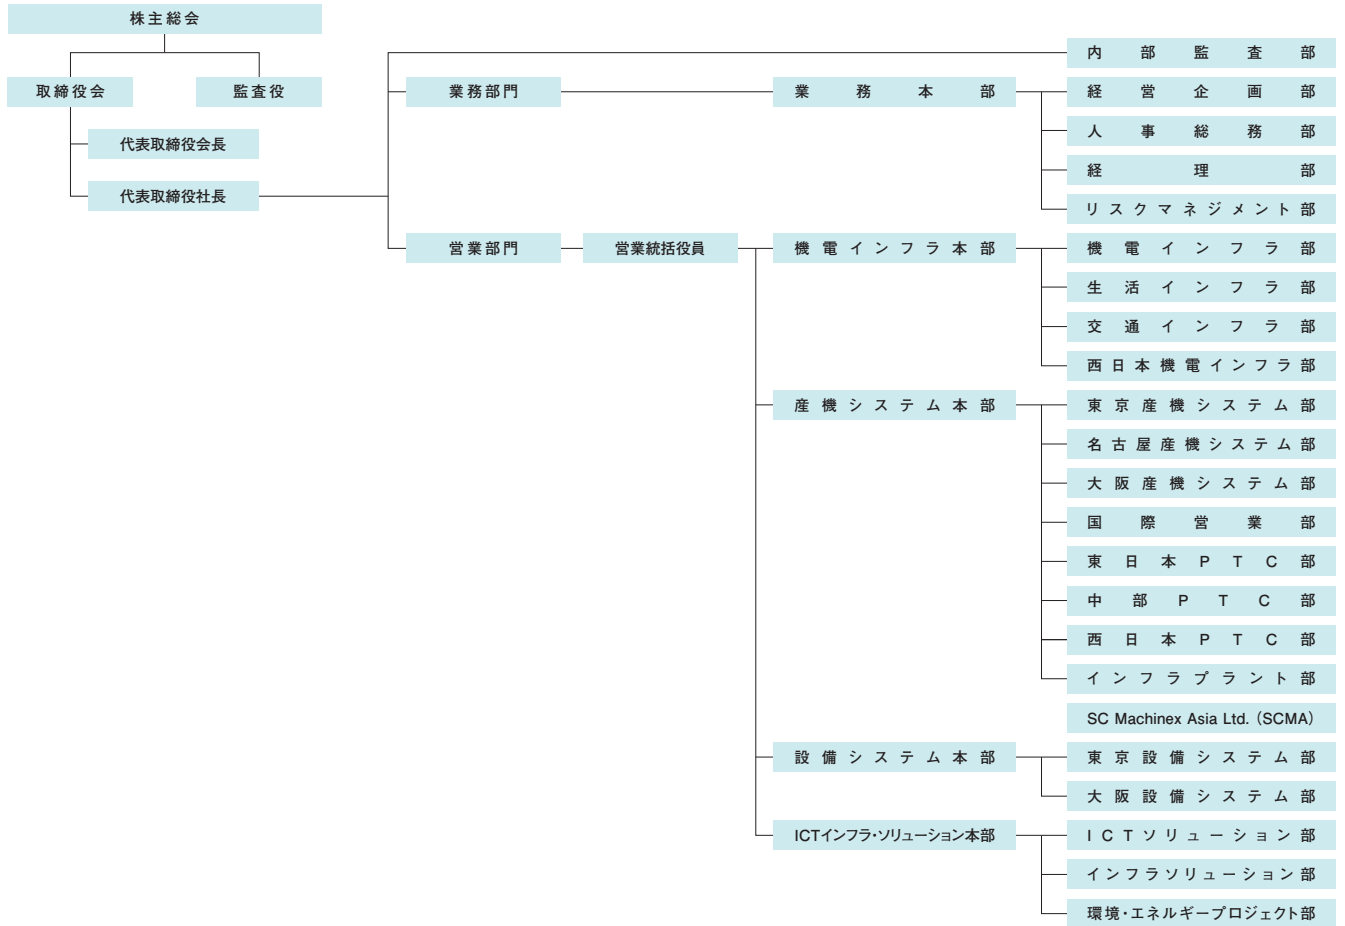 株主総会
取締役会
監査役
代表取締役会長
代表取締役社長
内部監査部
業務部門
業務本部
経営企画部
人事総務部
経理部
リスクマネジメント部
営業部門
営業統括役員
機電インフラ本部
機電インフラ部
生活インフラ部
交通インフラ部
西日本機電インフラ部
産機システム本部
東京産機システム部
名古屋産機システム部
大阪産機システム部
国際営業部
東日本PTC部
中部PTC部
西日本PTC部
インフラプラント部
SC Machinex Asia Ltd.（SCMA）
設備システム本部
東京設備システム部
大阪設備システム部
ICTインフラ・ソリューション本部
ICTソリューション部
インフラソリューション部
環境・エネルギープロジェクト部